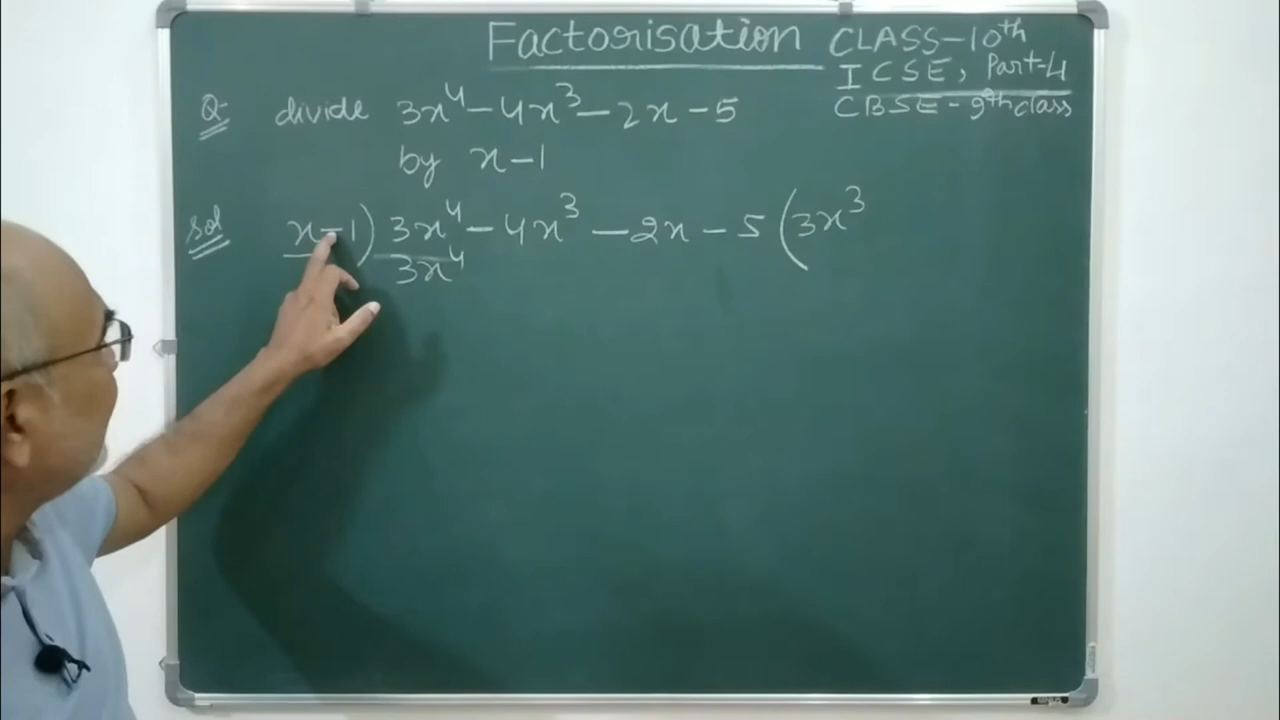 Factorisation
CLASS-10th
ICSE, Part-4
CBSE-9th class
Q- divide 3x⁴-4x³-2x-5
by x-1
Sol x-1) 3x⁴-4x³-2x-5 (3x³
3x⁴